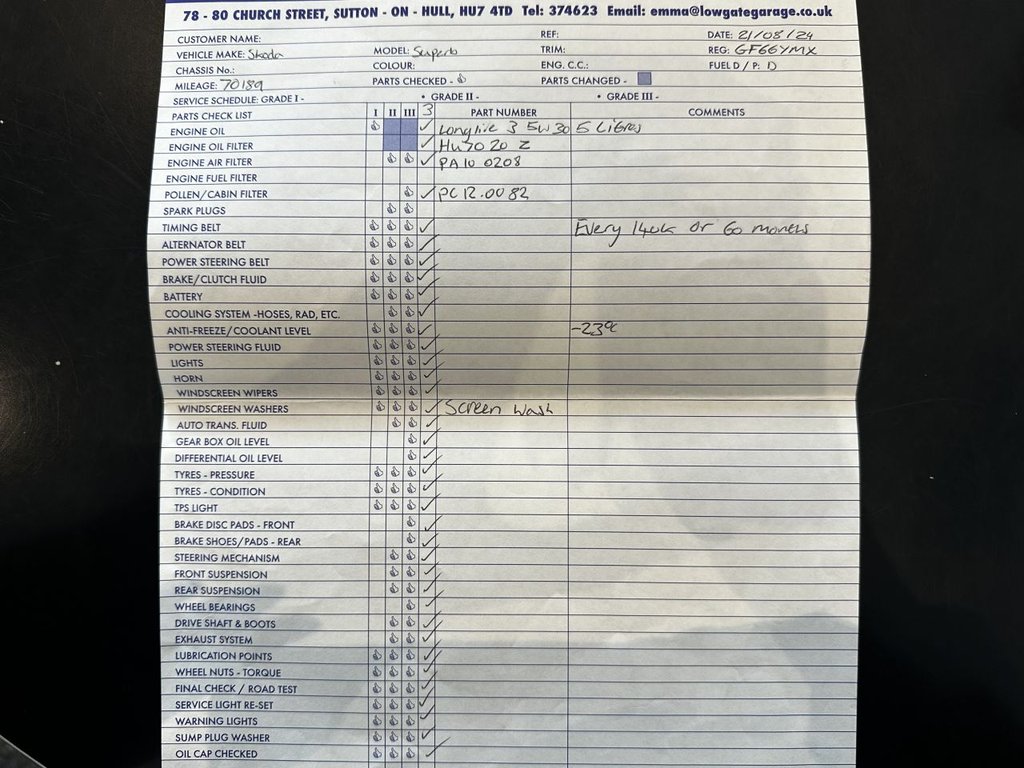 78 - 80 CHURCH STREET, SUTTON - ON - HULL, HU7 4TD Tel: 374623 Email: emma@lowgategarage.co.uk
CUSTOMER NAME: REF: DATE: 21/08/24
VEHICLE MAKE: Skoda MODEL: Superb TRIM: REG: GF66YMX
CHASSIS No.: COLOUR: ENG. C.C.: FUEL D / P: D
MILEAGE: 70189 PARTS CHECKED - PARTS CHANGED -
SERVICE SCHEDULE: GRADE I - • GRADE II - • GRADE III -
PARTS CHECK LIST I II III 3 PART NUMBER COMMENTS
ENGINE OIL ✓ Longlife 3 5W30 5 Litres
ENGINE OIL FILTER ✓ HU7020 Z
ENGINE AIR FILTER ✓ PA10 0208
ENGINE FUEL FILTER
POLLEN/CABIN FILTER ✓ PC12.0082
SPARK PLUGS
TIMING BELT ✓ Every 140k or 60 months
ALTERNATOR BELT ✓
POWER STEERING BELT ✓
BRAKE/CLUTCH FLUID ✓
BATTERY ✓
COOLING SYSTEM -HOSES, RAD, ETC. ✓
ANTI-FREEZE/COOLANT LEVEL ✓ -23°C
POWER STEERING FLUID ✓
LIGHTS ✓
HORN ✓
WINDSCREEN WIPERS ✓
WINDSCREEN WASHERS ✓ Screen Wash
AUTO TRANS. FLUID ✓
GEAR BOX OIL LEVEL ✓
DIFFERENTIAL OIL LEVEL ✓
TYRES - PRESSURE ✓
TYRES - CONDITION ✓
TPS LIGHT ✓
BRAKE DISC PADS - FRONT ✓
BRAKE SHOES/PADS - REAR ✓
STEERING MECHANISM ✓
FRONT SUSPENSION ✓
REAR SUSPENSION ✓
WHEEL BEARINGS ✓
DRIVE SHAFT & BOOTS ✓
EXHAUST SYSTEM ✓
LUBRICATION POINTS ✓
WHEEL NUTS - TORQUE ✓
FINAL CHECK / ROAD TEST ✓
SERVICE LIGHT RE-SET ✓
WARNING LIGHTS ✓
SUMP PLUG WASHER ✓
OIL CAP CHECKED ✓